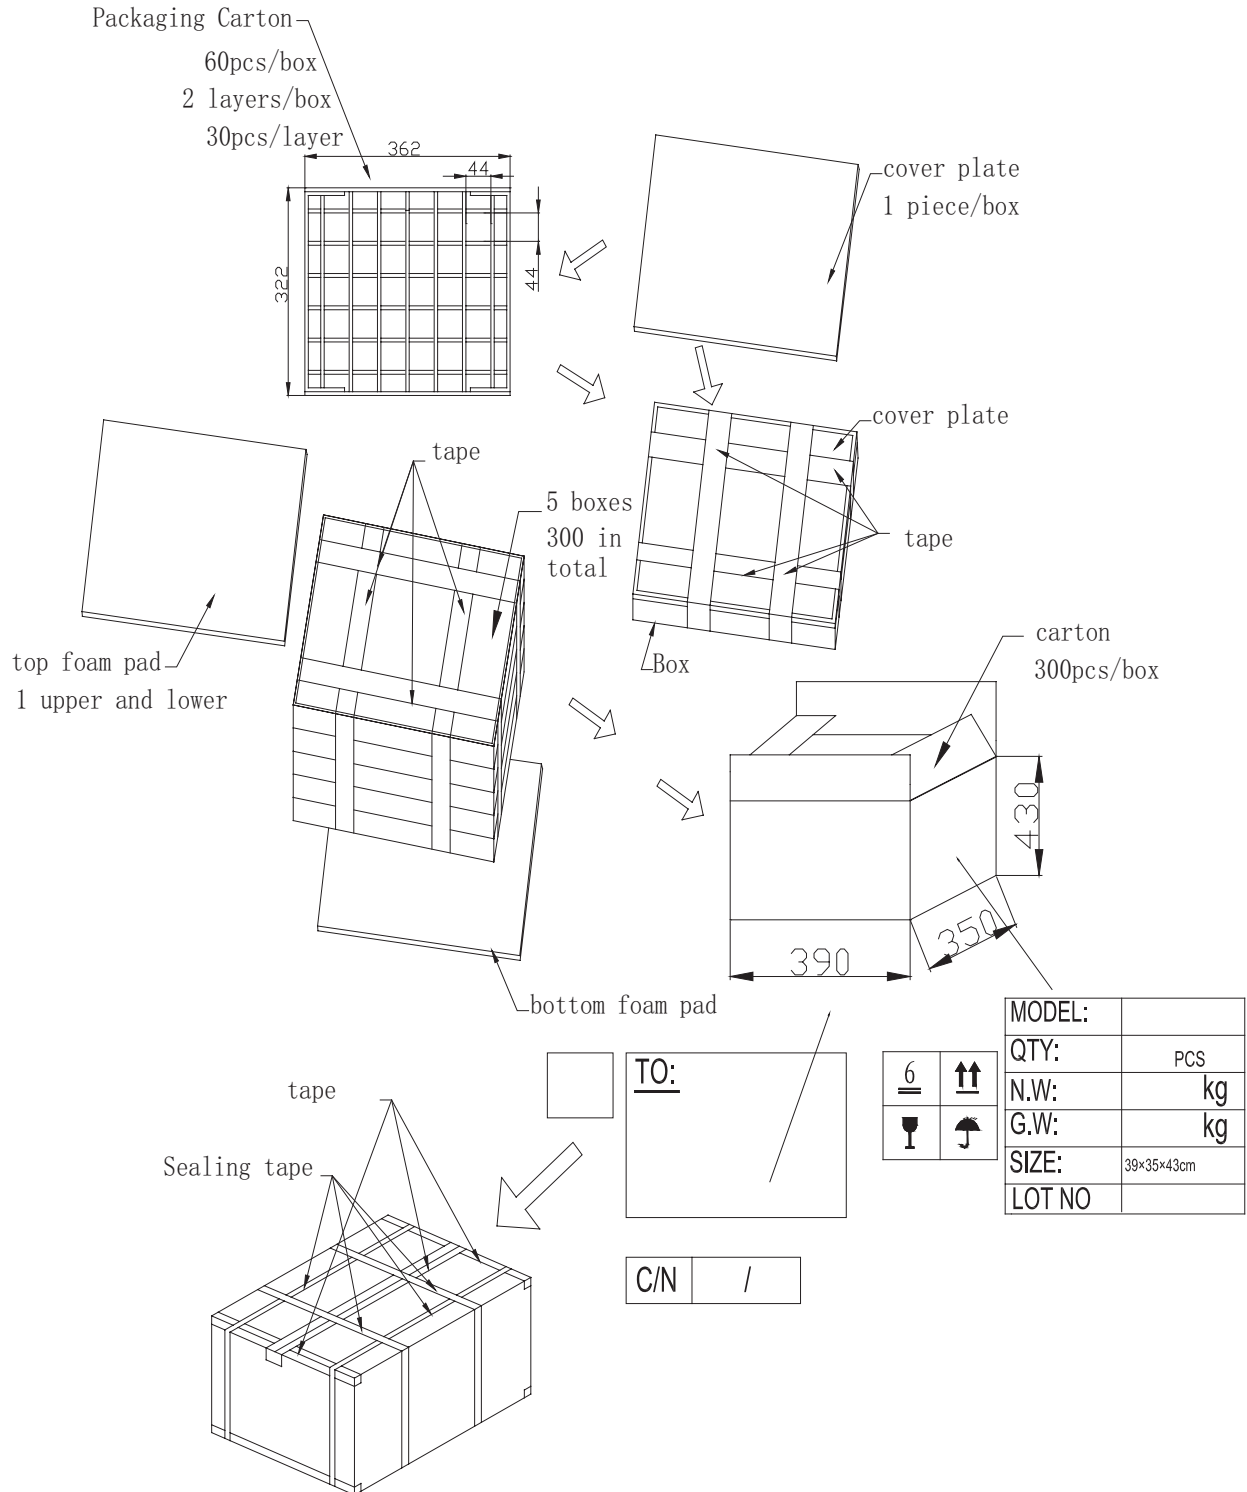 Packaging Carton
60pcs/box
2 layers/box
30pcs/layer
362
44
44
322
cover plate
1 piece/box
cover plate
tape
Box
tape
5 boxes
300 in
total
top foam pad
1 upper and lower
bottom foam pad
carton
300pcs/box
430
350
390
MODEL:
QTY: PCS
N.W: kg
G.W: kg
SIZE: 39×35×43cm
LOT NO
TO:
6
C/N /
tape
Sealing tape